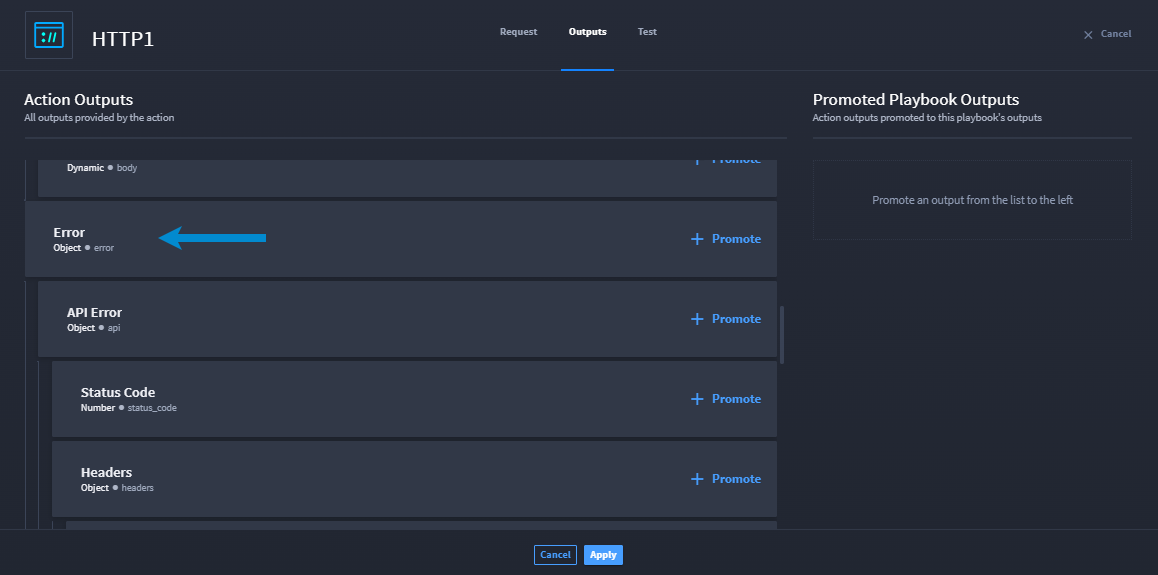 ://
HTTP1
Request
Outputs
Test
Cancel
Action Outputs
All outputs provided by the action
Promoted Playbook Outputs
Action outputs promoted to this playbook's outputs
Dynamic ● body
+ Promote
Promote an output from the list to the left
Error
Object ● error
+ Promote
API Error
Object ● api
+ Promote
Status Code
Number ● status_code
+ Promote
Headers
Object ● headers
+ Promote
Cancel
Apply